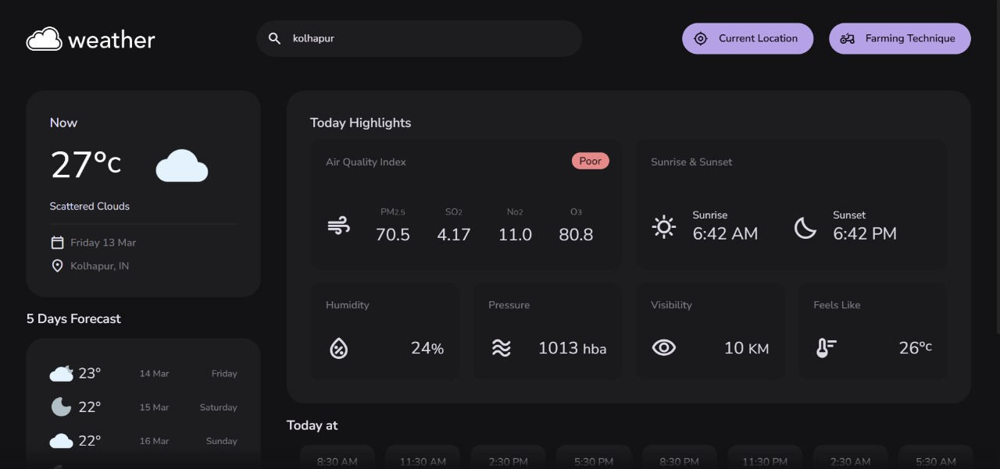 weather
kolhapur
Current Location
Farming Technique
Now
27°c
Scattered Clouds
Friday 13 Mar
Kolhapur, IN
5 Days Forecast
23° 14 Mar Friday
22° 15 Mar Saturday
22° 16 Mar Sunday
Today Highlights
Air Quality Index Poor
PM2.5 SO2 No2 O3
70.5 4.17 11.0 80.8
Sunrise & Sunset
Sunrise Sunset
6:42 AM 6:42 PM
Humidity
24%
Pressure
1013 hba
Visibility
10 KM
Feels Like
26°c
Today at
8:30 AM 11:30 AM 2:30 PM 5:30 PM 8:30 PM 11:30 PM 2:30 AM 5:30 AM